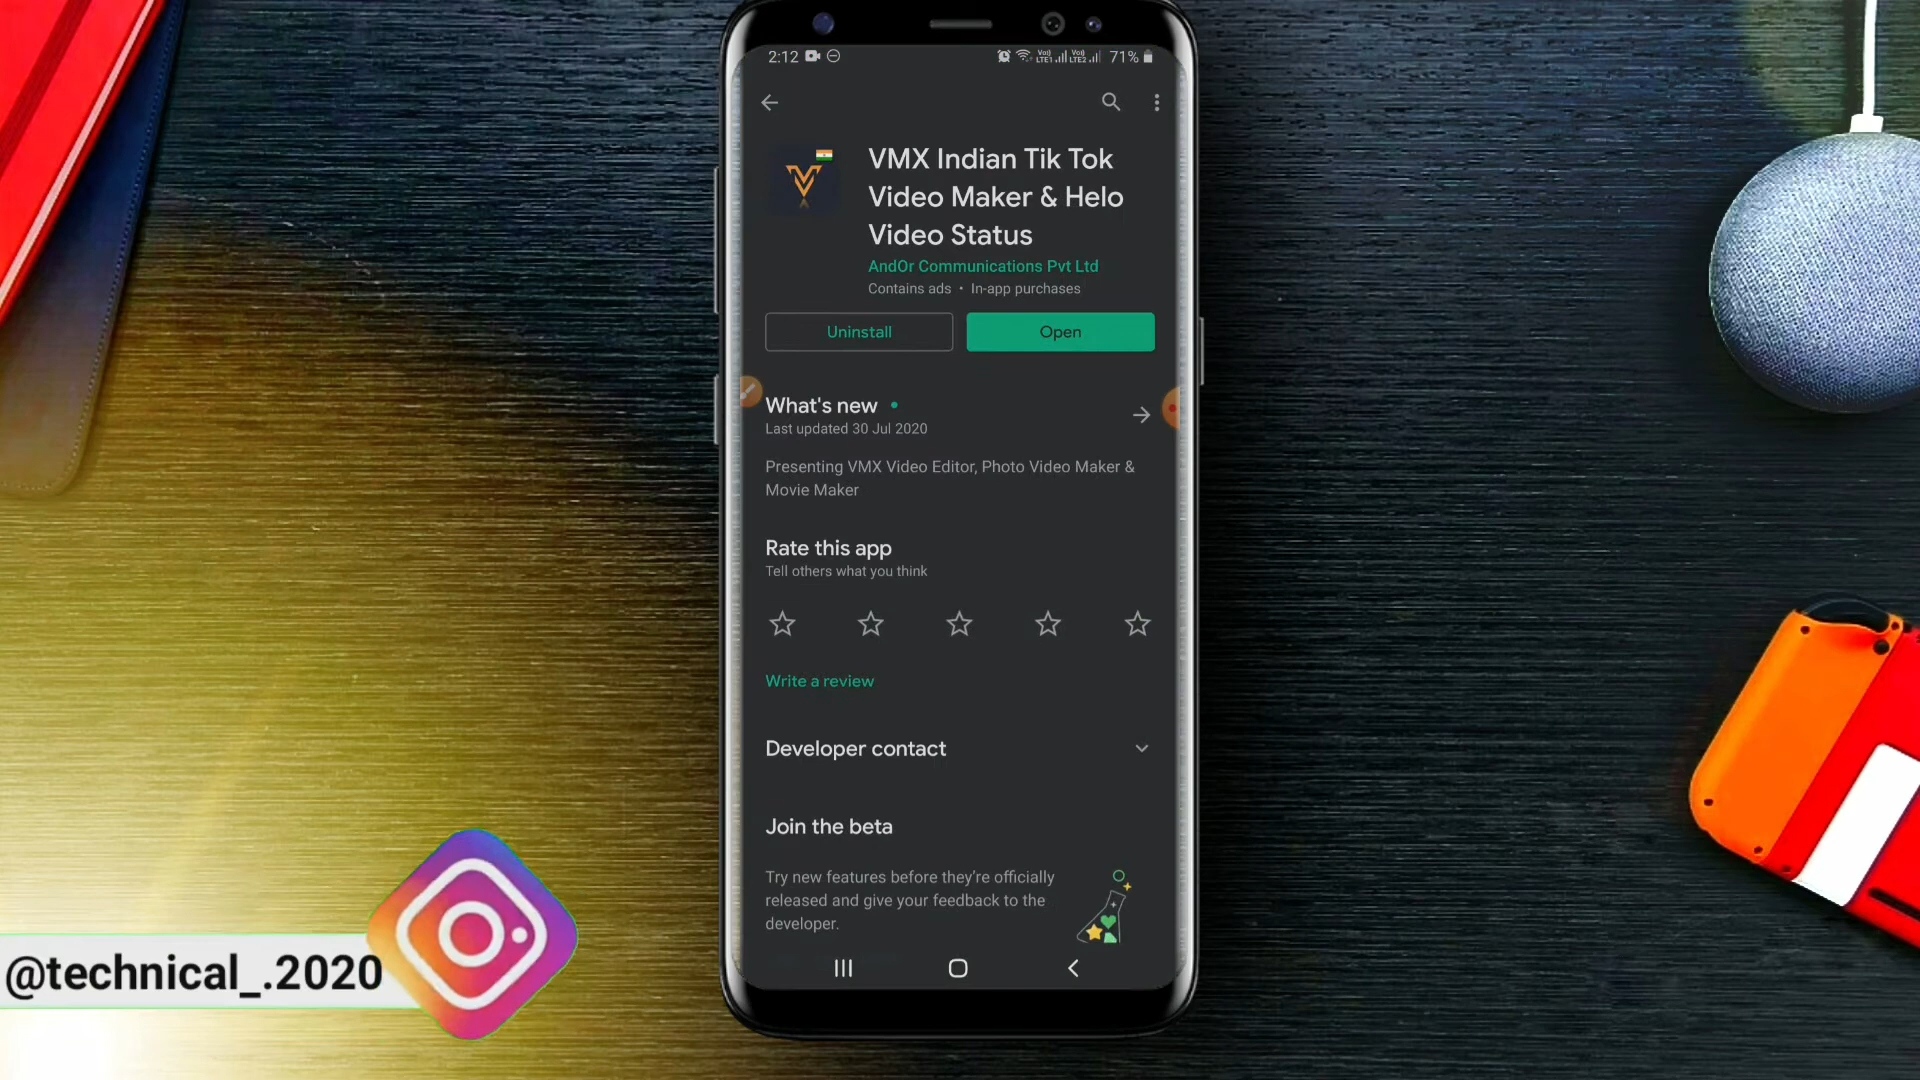 2:12
71%
VMX Indian Tik Tok
Video Maker & Helo
Video Status
AndOr Communications Pvt Ltd
Contains ads • In-app purchases
Uninstall
Open
What's new
Last updated 30 Jul 2020
Presenting VMX Video Editor, Photo Video Maker &
Movie Maker
Rate this app
Tell others what you think
Write a review
Developer contact
Join the beta
Try new features before they're officially
released and give your feedback to the
developer.
@technical_.2020